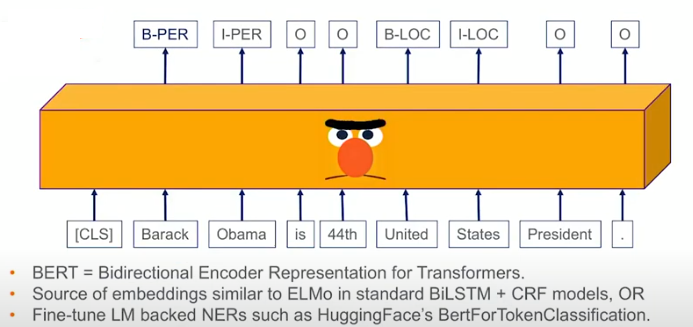 B-PER I-PER O O B-LOC I-LOC O O
[CLS] Barack Obama is 44th United States President .
• BERT = Bidirectional Encoder Representation for Transformers.
• Source of embeddings similar to ELMo in standard BiLSTM + CRF models, OR
• Fine-tune LM backed NERs such as HuggingFace's BertForTokenClassification.